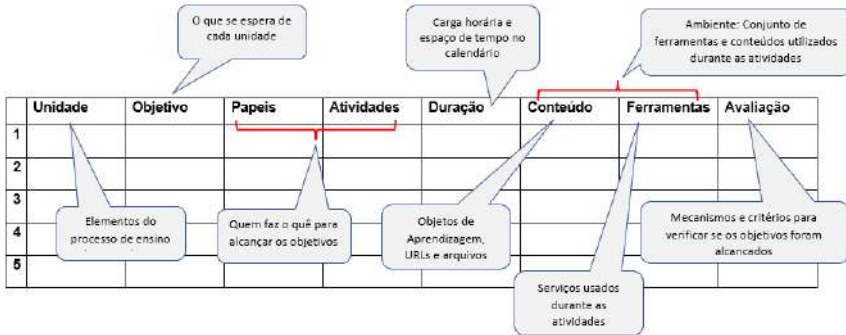 O que se espera de
cada unidade
Carga horária e
espaço de tempo no
calendário
Ambiente: Conjunto de
ferramentas e conteúdos utilizados
durante as atividades
Unidade Objetivo Papeis Atividades Duração Conteúdo Ferramentas Avaliação
1
2
3
4
5
Elementos do
processo de ensino
Quem faz o quê para
alcançar os objetivos
Objetos de
Aprendizagem,
URLs e arquivos
Serviços usados
durante as
atividades
Mecanismos e critérios para
verificar se os objetivos foram
alcançados